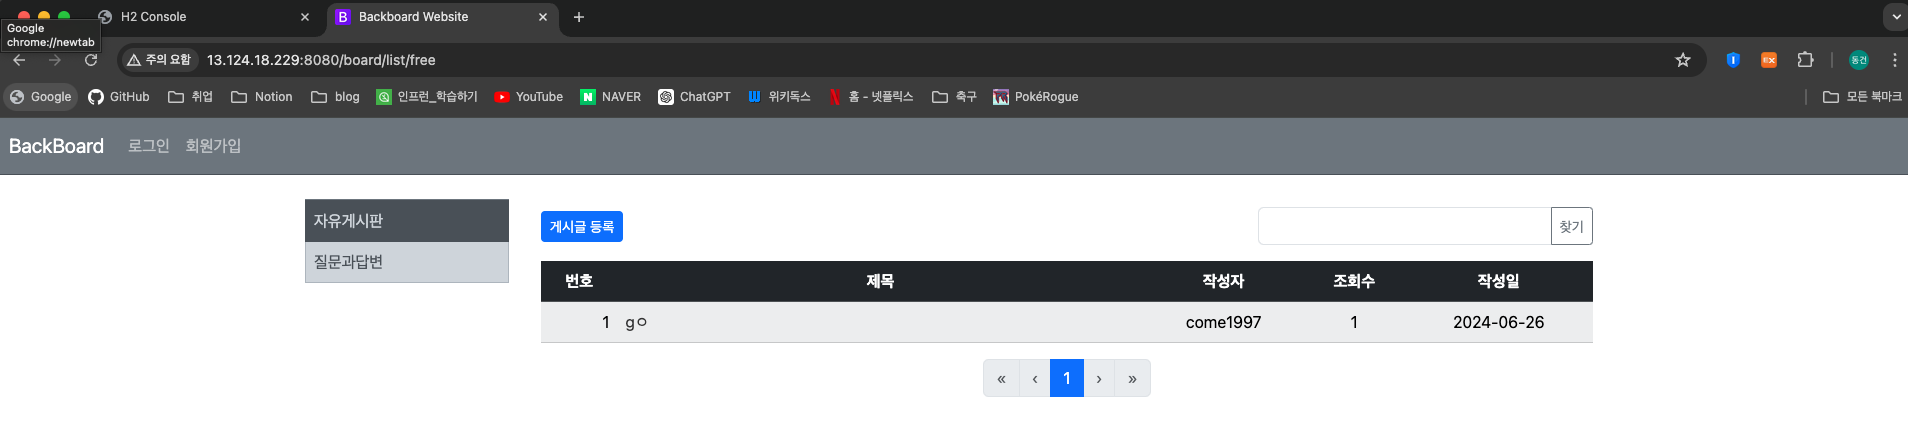 H2 Console
Backboard Website
Google
chrome://newtab
주의 요함 13.124.18.229:8080/board/list/free
동건
Google GitHub 취업 Notion blog 인프런_학습하기 YouTube NAVER ChatGPT 위키독스 홈 - 넷플릭스 축구 PokéRogue 모든 북마크
BackBoard 로그인 회원가입
자유게시판
질문과답변
게시글 등록 찾기
번호 제목 작성자 조회수 작성일
1 gㅇ come1997 1 2024-06-26
« ‹ 1 › »